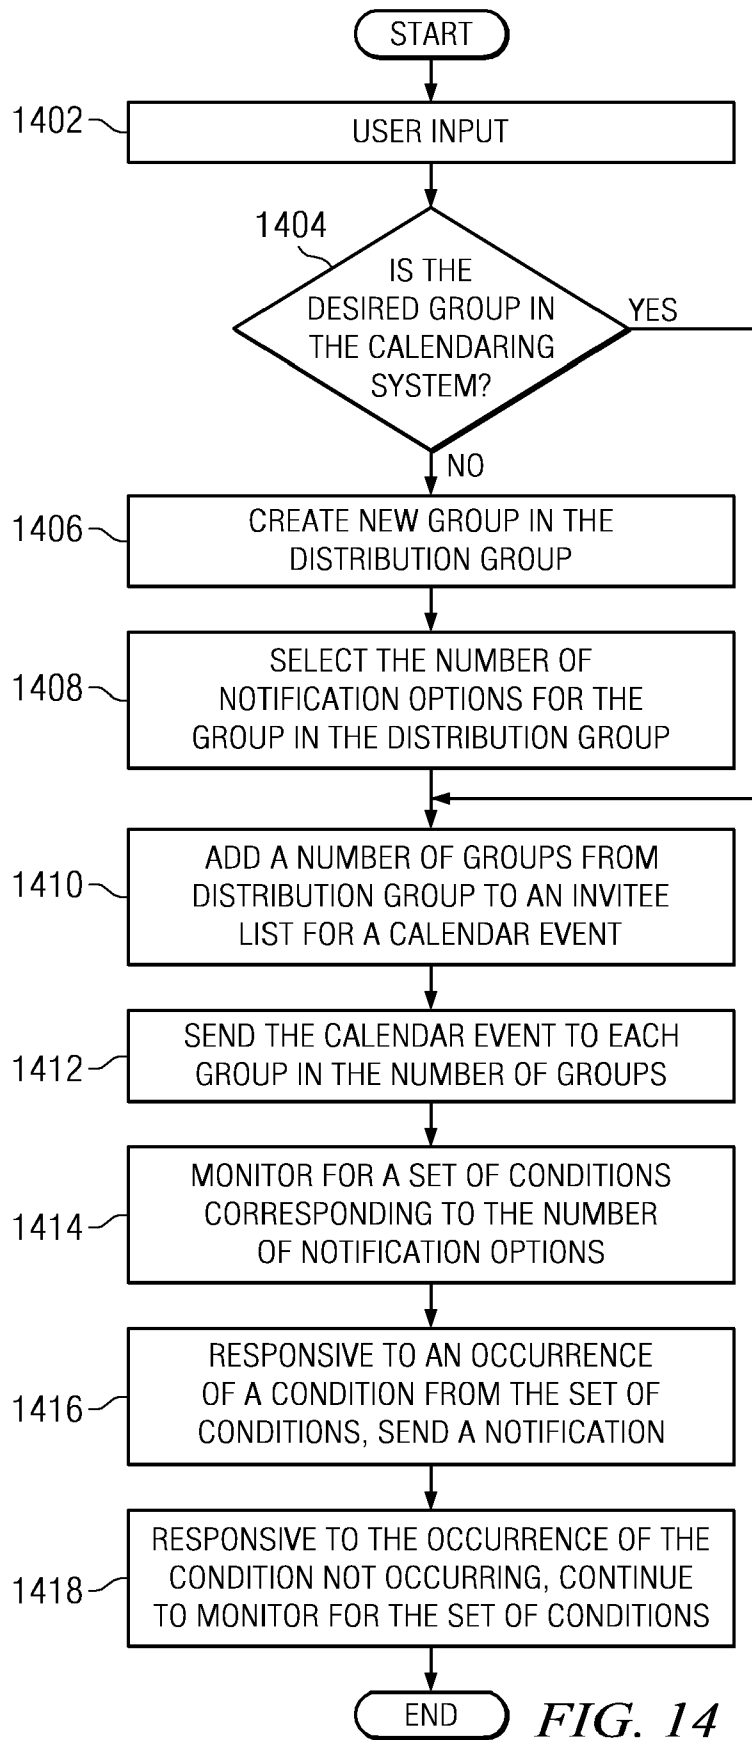 START
1402
USER INPUT
1404
IS THE
DESIRED GROUP IN
THE CALENDARING
SYSTEM?
YES
NO
1406
CREATE NEW GROUP IN THE
DISTRIBUTION GROUP
1408
SELECT THE NUMBER OF
NOTIFICATION OPTIONS FOR THE
GROUP IN THE DISTRIBUTION GROUP
1410
ADD A NUMBER OF GROUPS FROM
DISTRIBUTION GROUP TO AN INVITEE
LIST FOR A CALENDAR EVENT
1412
SEND THE CALENDAR EVENT TO EACH
GROUP IN THE NUMBER OF GROUPS
1414
MONITOR FOR A SET OF CONDITIONS
CORRESPONDING TO THE NUMBER
OF NOTIFICATION OPTIONS
1416
RESPONSIVE TO AN OCCURRENCE
OF A CONDITION FROM THE SET OF
CONDITIONS, SEND A NOTIFICATION
1418
RESPONSIVE TO THE OCCURRENCE OF THE
CONDITION NOT OCCURRING, CONTINUE
TO MONITOR FOR THE SET OF CONDITIONS
END
FIG. 14